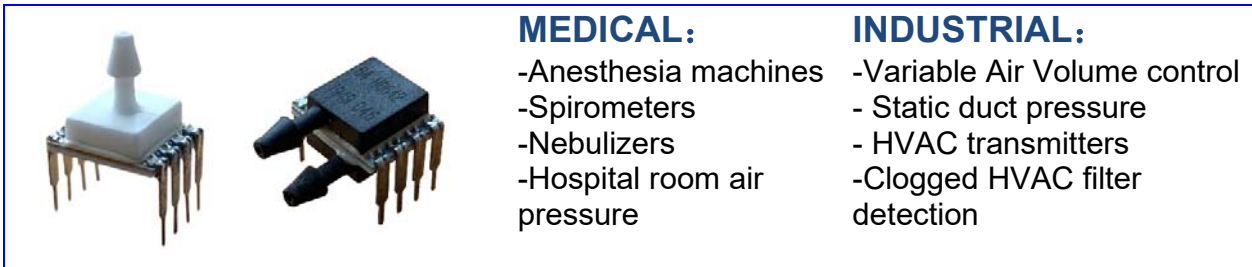 MEDICAL：
-Anesthesia machines
-Spirometers
-Nebulizers
-Hospital room air
pressure
INDUSTRIAL：
-Variable Air Volume control
- Static duct pressure
- HVAC transmitters
-Clogged HVAC filter
detection